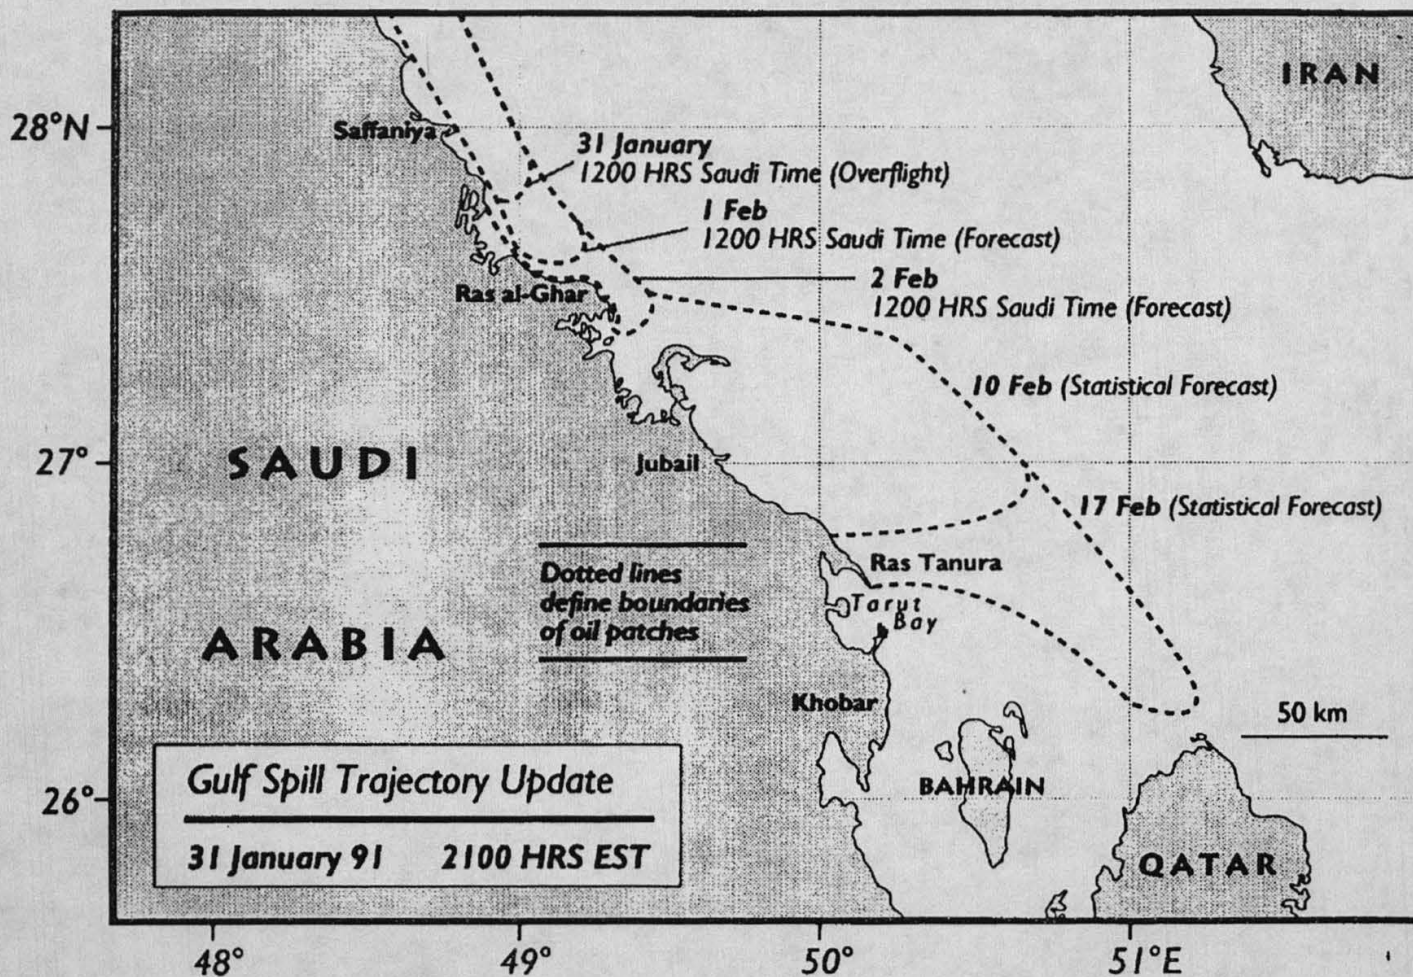 IRAN
28°N
Saffaniya
31 January
1200 HRS Saudi Time (Overflight)
1 Feb
1200 HRS Saudi Time (Forecast)
2 Feb
1200 HRS Saudi Time (Forecast)
Ras al-Ghar
10 Feb (Statistical Forecast)
27°
SAUDI
Jubail
17 Feb (Statistical Forecast)
Dotted lines
define boundaries
of oil patches
Ras Tanura
Tarut
Bay
ARABIA
Khobar
50 km
Gulf Spill Trajectory Update
31 January 91 2100 HRS EST
26°
BAHRAIN
QATAR
48°
49°
50°
51°E